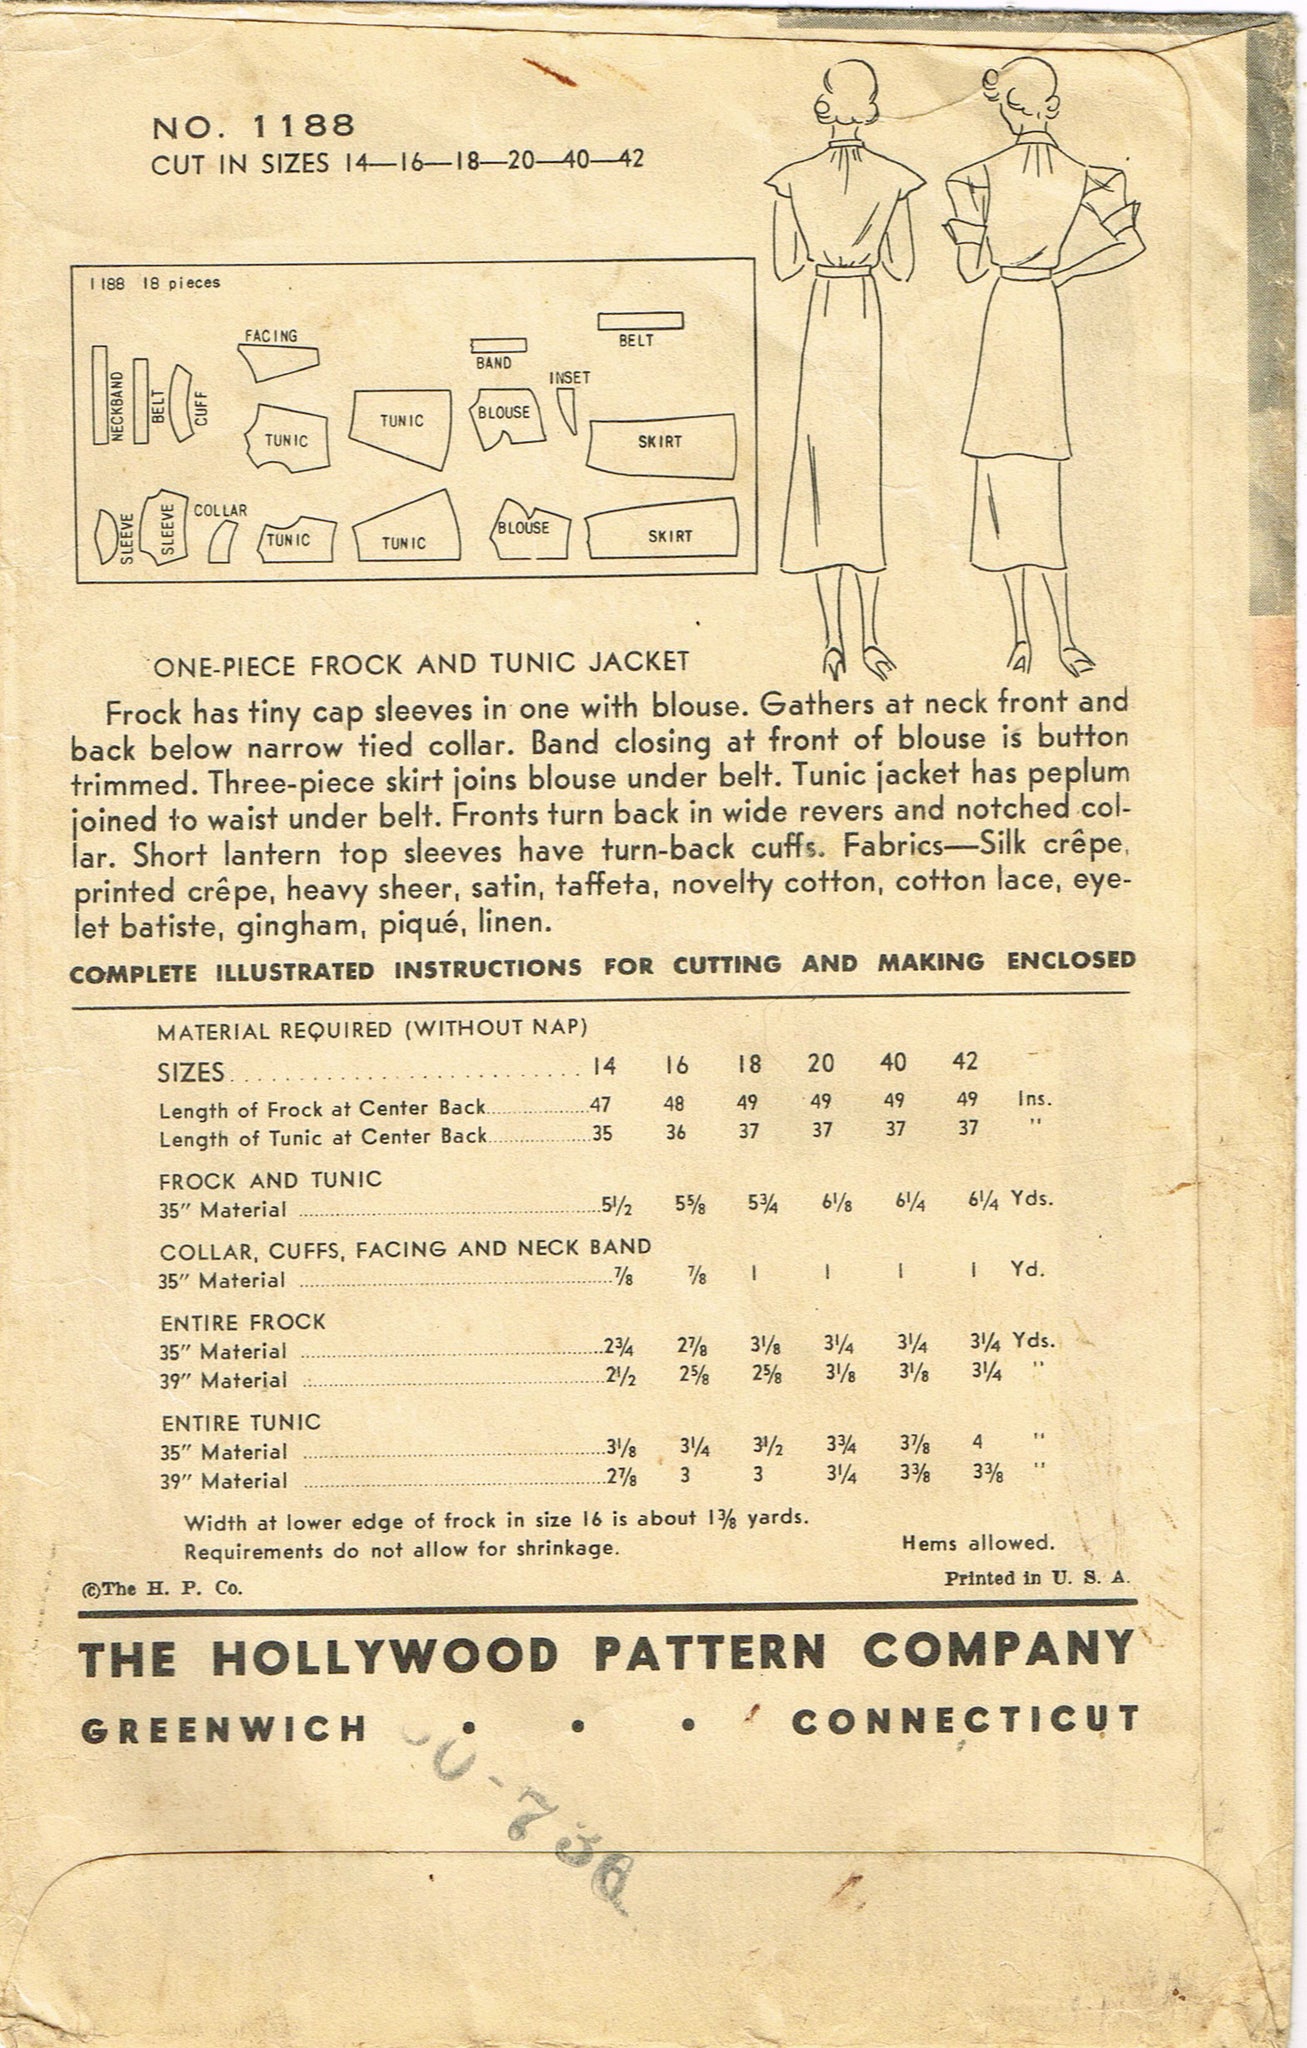 NO. 1188
CUT IN SIZES 14—16—18—20—40—42
1188 18 pieces
FACING
BELT
BAND
INSET
NECKBAND
BELT
CUFF
TUNIC
TUNIC
BLOUSE
SKIRT
SLEEVE
SLEEVE
COLLAR
TUNIC
TUNIC
BLOUSE
SKIRT
ONE-PIECE FROCK AND TUNIC JACKET
Frock has tiny cap sleeves in one with blouse. Gathers at neck front and
back below narrow tied collar. Band closing at front of blouse is button
trimmed. Three-piece skirt joins blouse under belt. Tunic jacket has peplum
joined to waist under belt. Fronts turn back in wide revers and notched col-
lar. Short lantern top sleeves have turn-back cuffs. Fabrics—Silk crêpe,
printed crêpe, heavy sheer, satin, taffeta, novelty cotton, cotton lace, eye-
let batiste, gingham, piqué, linen.
COMPLETE ILLUSTRATED INSTRUCTIONS FOR CUTTING AND MAKING ENCLOSED
MATERIAL REQUIRED (WITHOUT NAP)
SIZES 14 16 18 20 40 42
Length of Frock at Center Back 47 48 49 49 49 49 Ins.
Length of Tunic at Center Back 35 36 37 37 37 37 "
FROCK AND TUNIC
35" Material 5½ 5⅝ 5¾ 6⅛ 6¼ 6¼ Yds.
COLLAR, CUFFS, FACING AND NECK BAND
35" Material ⅞ ⅞ 1 1 1 1 Yd.
ENTIRE FROCK
35" Material 2¾ 2⅞ 3⅛ 3¼ 3¼ 3¼ Yds.
39" Material 2½ 2⅝ 2⅝ 3⅛ 3⅛ 3¼ "
ENTIRE TUNIC
35" Material 3⅛ 3¼ 3½ 3¾ 3⅞ 4 "
39" Material 2⅞ 3 3 3¼ 3⅜ 3⅜ "
Width at lower edge of frock in size 16 is about 1⅜ yards.
Requirements do not allow for shrinkage. Hems allowed.
©The H. P. Co. Printed in U. S. A.
THE HOLLYWOOD PATTERN COMPANY
GREENWICH • • • CONNECTICUT